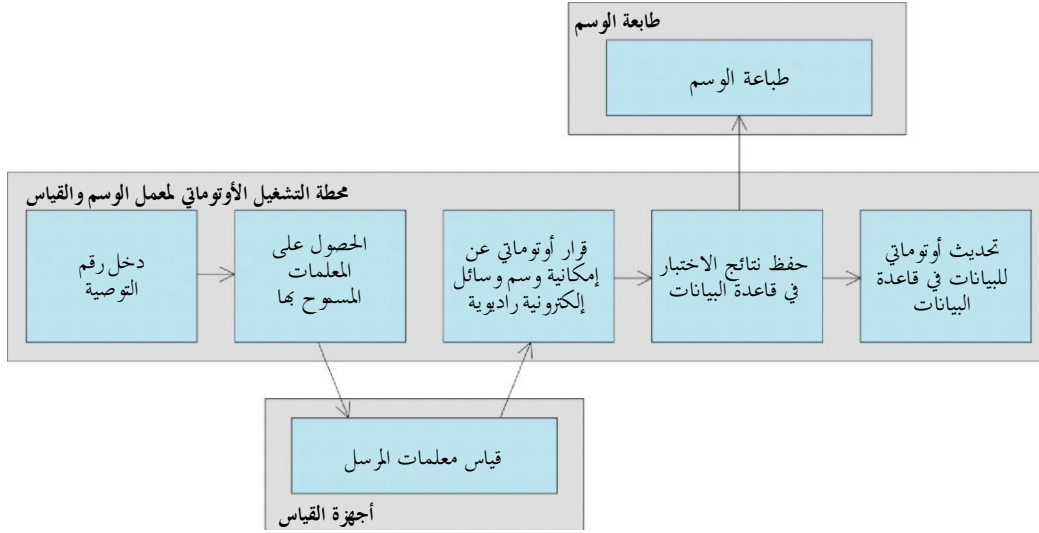 طابعة الوسم
طباعة الوسم
محطة التشغيل الأوتوماتي لمعمل الوسم والقياس
دخل رقم
التوصية
الحصول على
المعلمات
المسموح بها
قرار أوتوماتي عن
إمكانية وسم وسائل
إلكترونية راديوية
حفظ نتائج الاختبار
في قاعدة البيانات
تحديث أوتوماتي
للبيانات في قاعدة
البيانات
قياس معلمات المرسل
أجهزة القياس